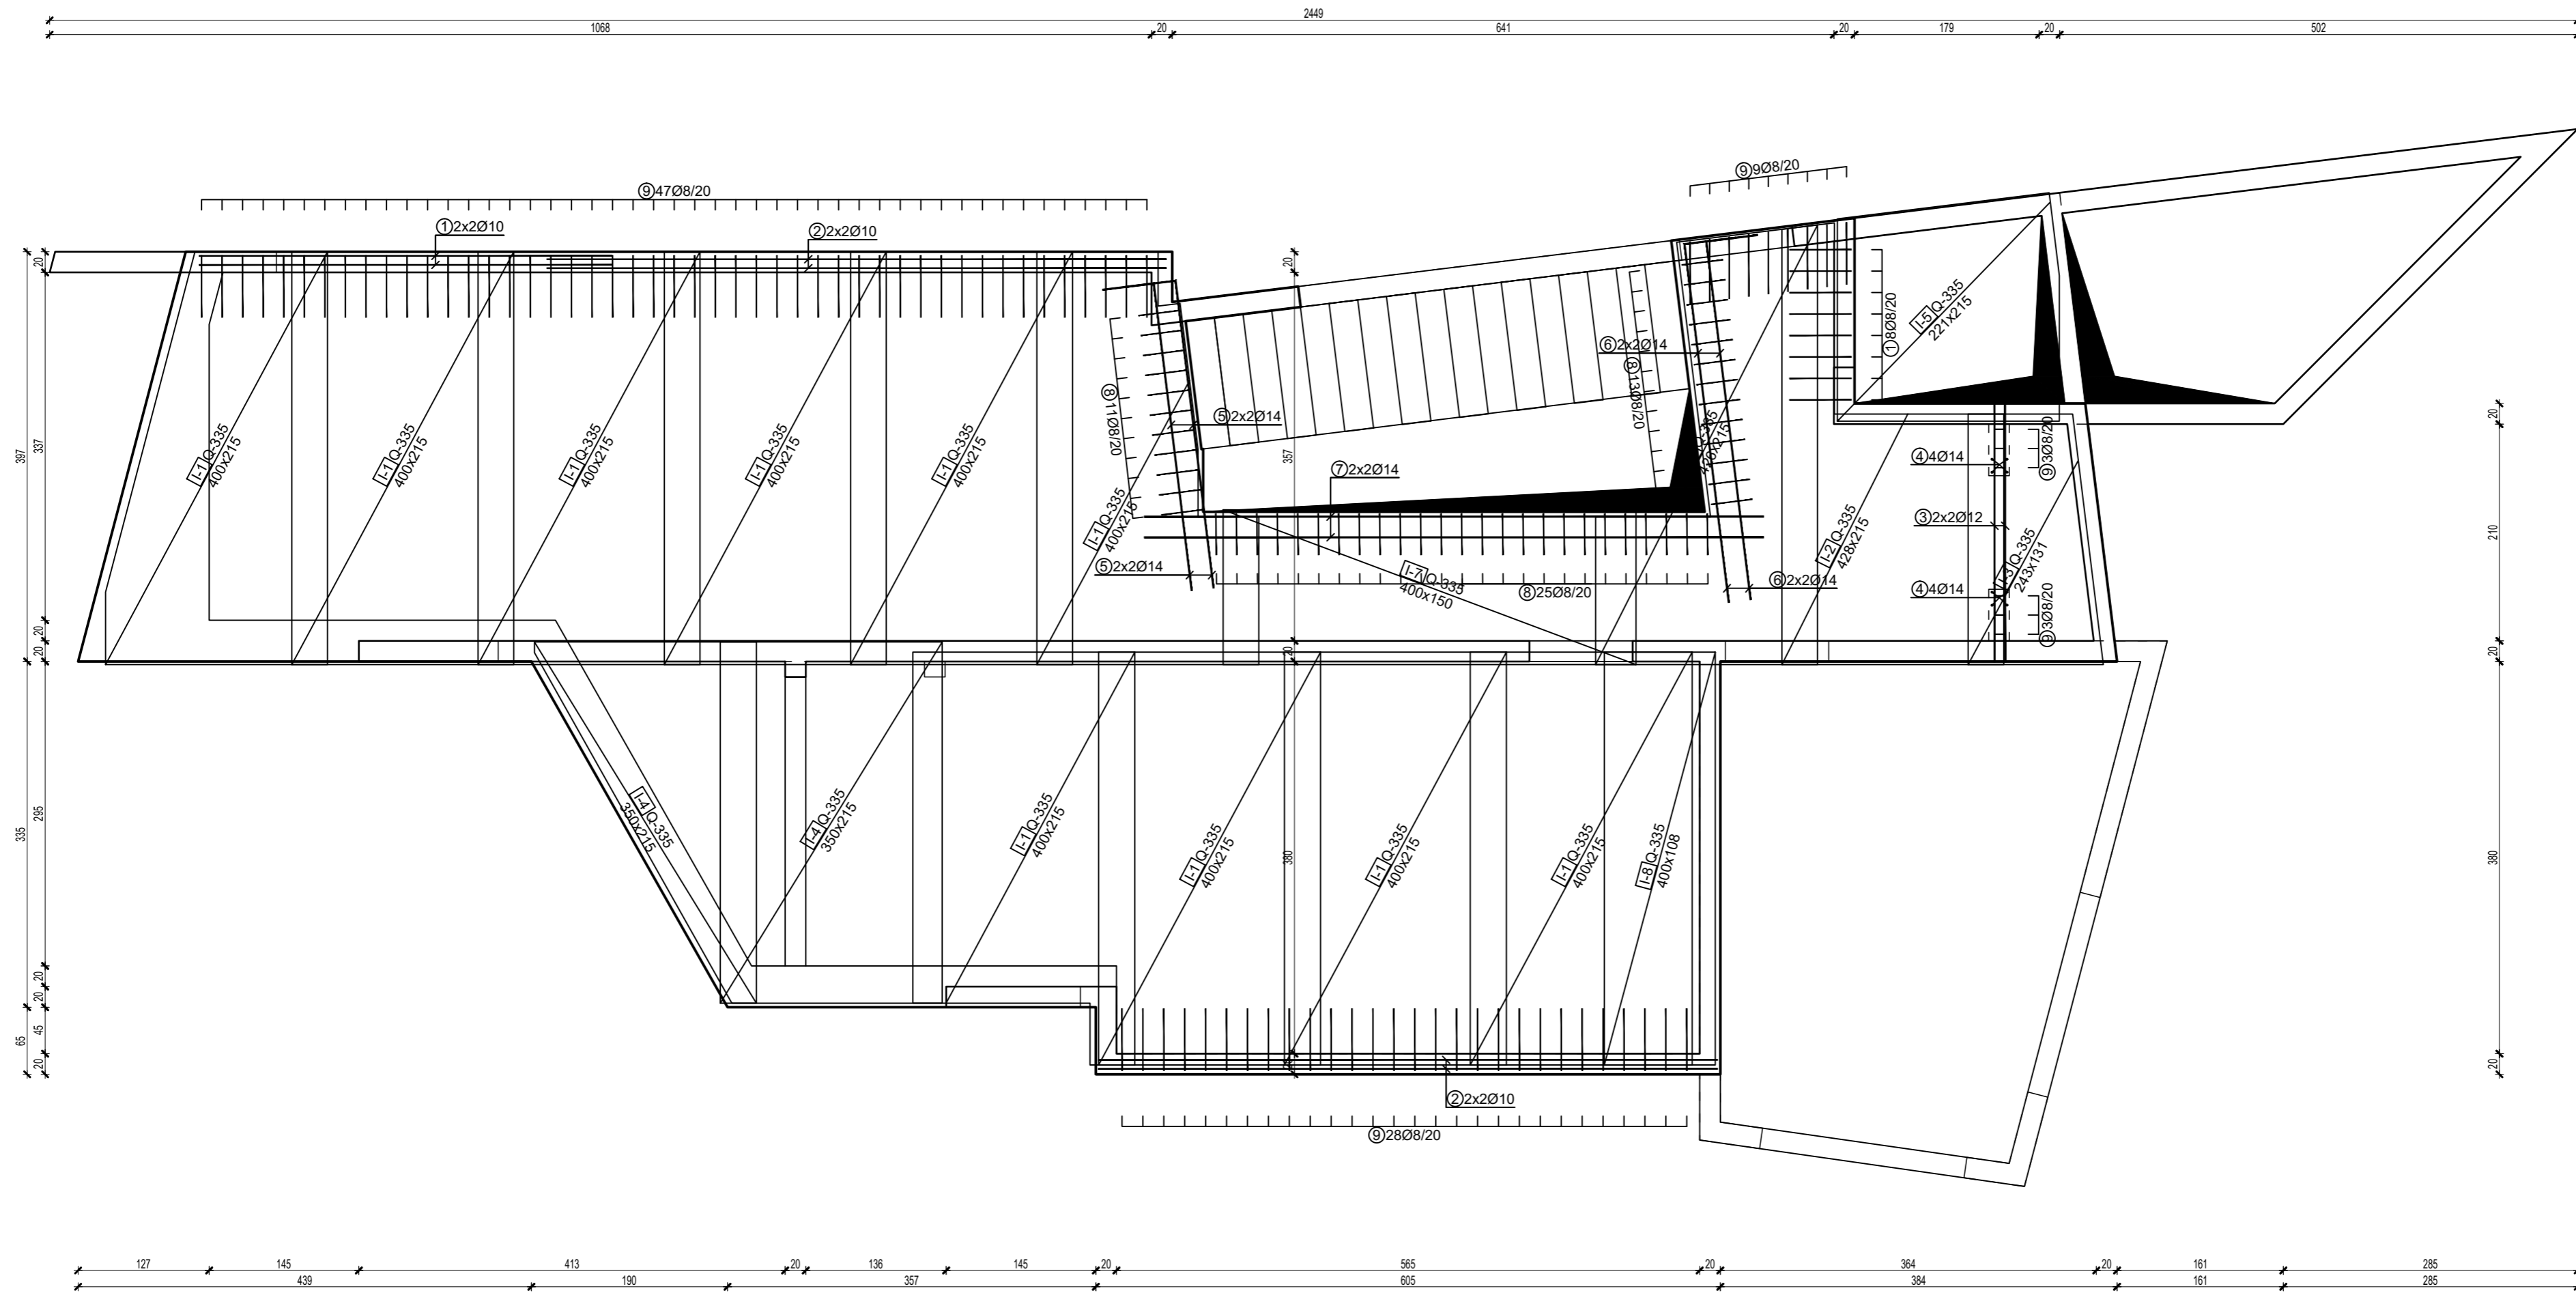 2449
1068
20
641
20
179
20
502
⑨9Ø8/20
⑨47Ø8/20
①2x2Ø10
②2x2Ø10
20
337
397
20
20
295
335
20
20
45
65
20
I-1 Q-335
400x215
I-1 Q-335
400x215
I-1 Q-335
400x215
I-1 Q-335
400x215
I-1 Q-335
400x215
I-1 Q-335
400x215
⑧11Ø8/20
⑤2x2Ø14
⑤2x2Ø14
⑦2x2Ø14
20
357
20
⑥2x2Ø14
⑧13Ø8/20
⑧25Ø8/20
⑥2x2Ø14
I-7 Q-335
400x150
Q-335
428x215
①8Ø8/20
I-5 Q-335
221x215
I-2 Q-335
428x215
④4Ø14
③2x2Ø12
④4Ø14
⑨3Ø8/20
⑨3Ø8/20
I-3 Q-335
243x131
20
210
20
380
20
I-4 Q-335
350x215
I-4 Q-335
350x215
I-1 Q-335
400x215
I-1 Q-335
400x215
I-1 Q-335
400x215
I-1 Q-335
400x215
I-8 Q-335
400x108
380
②2x2Ø10
⑨28Ø8/20
127
145
413
20
136
145
20
565
20
364
20
161
285
439
190
357
605
384
161
285